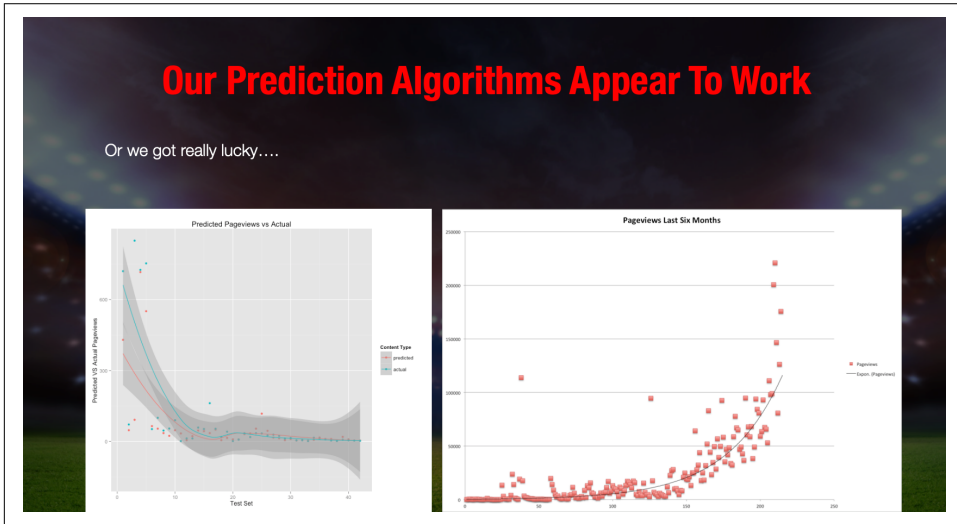 Our Prediction Algorithms Appear To Work
Or we got really lucky….
Predicted Pageviews vs Actual
Predicted VS Actual Pageviews
600
300
0
0
10
20
30
40
Test Set
Content Type
predicted
actual
Pageviews Last Six Months
250000
200000
150000
100000
50000
0
0
50
100
150
200
250
Pageviews
Expon. (Pageviews)